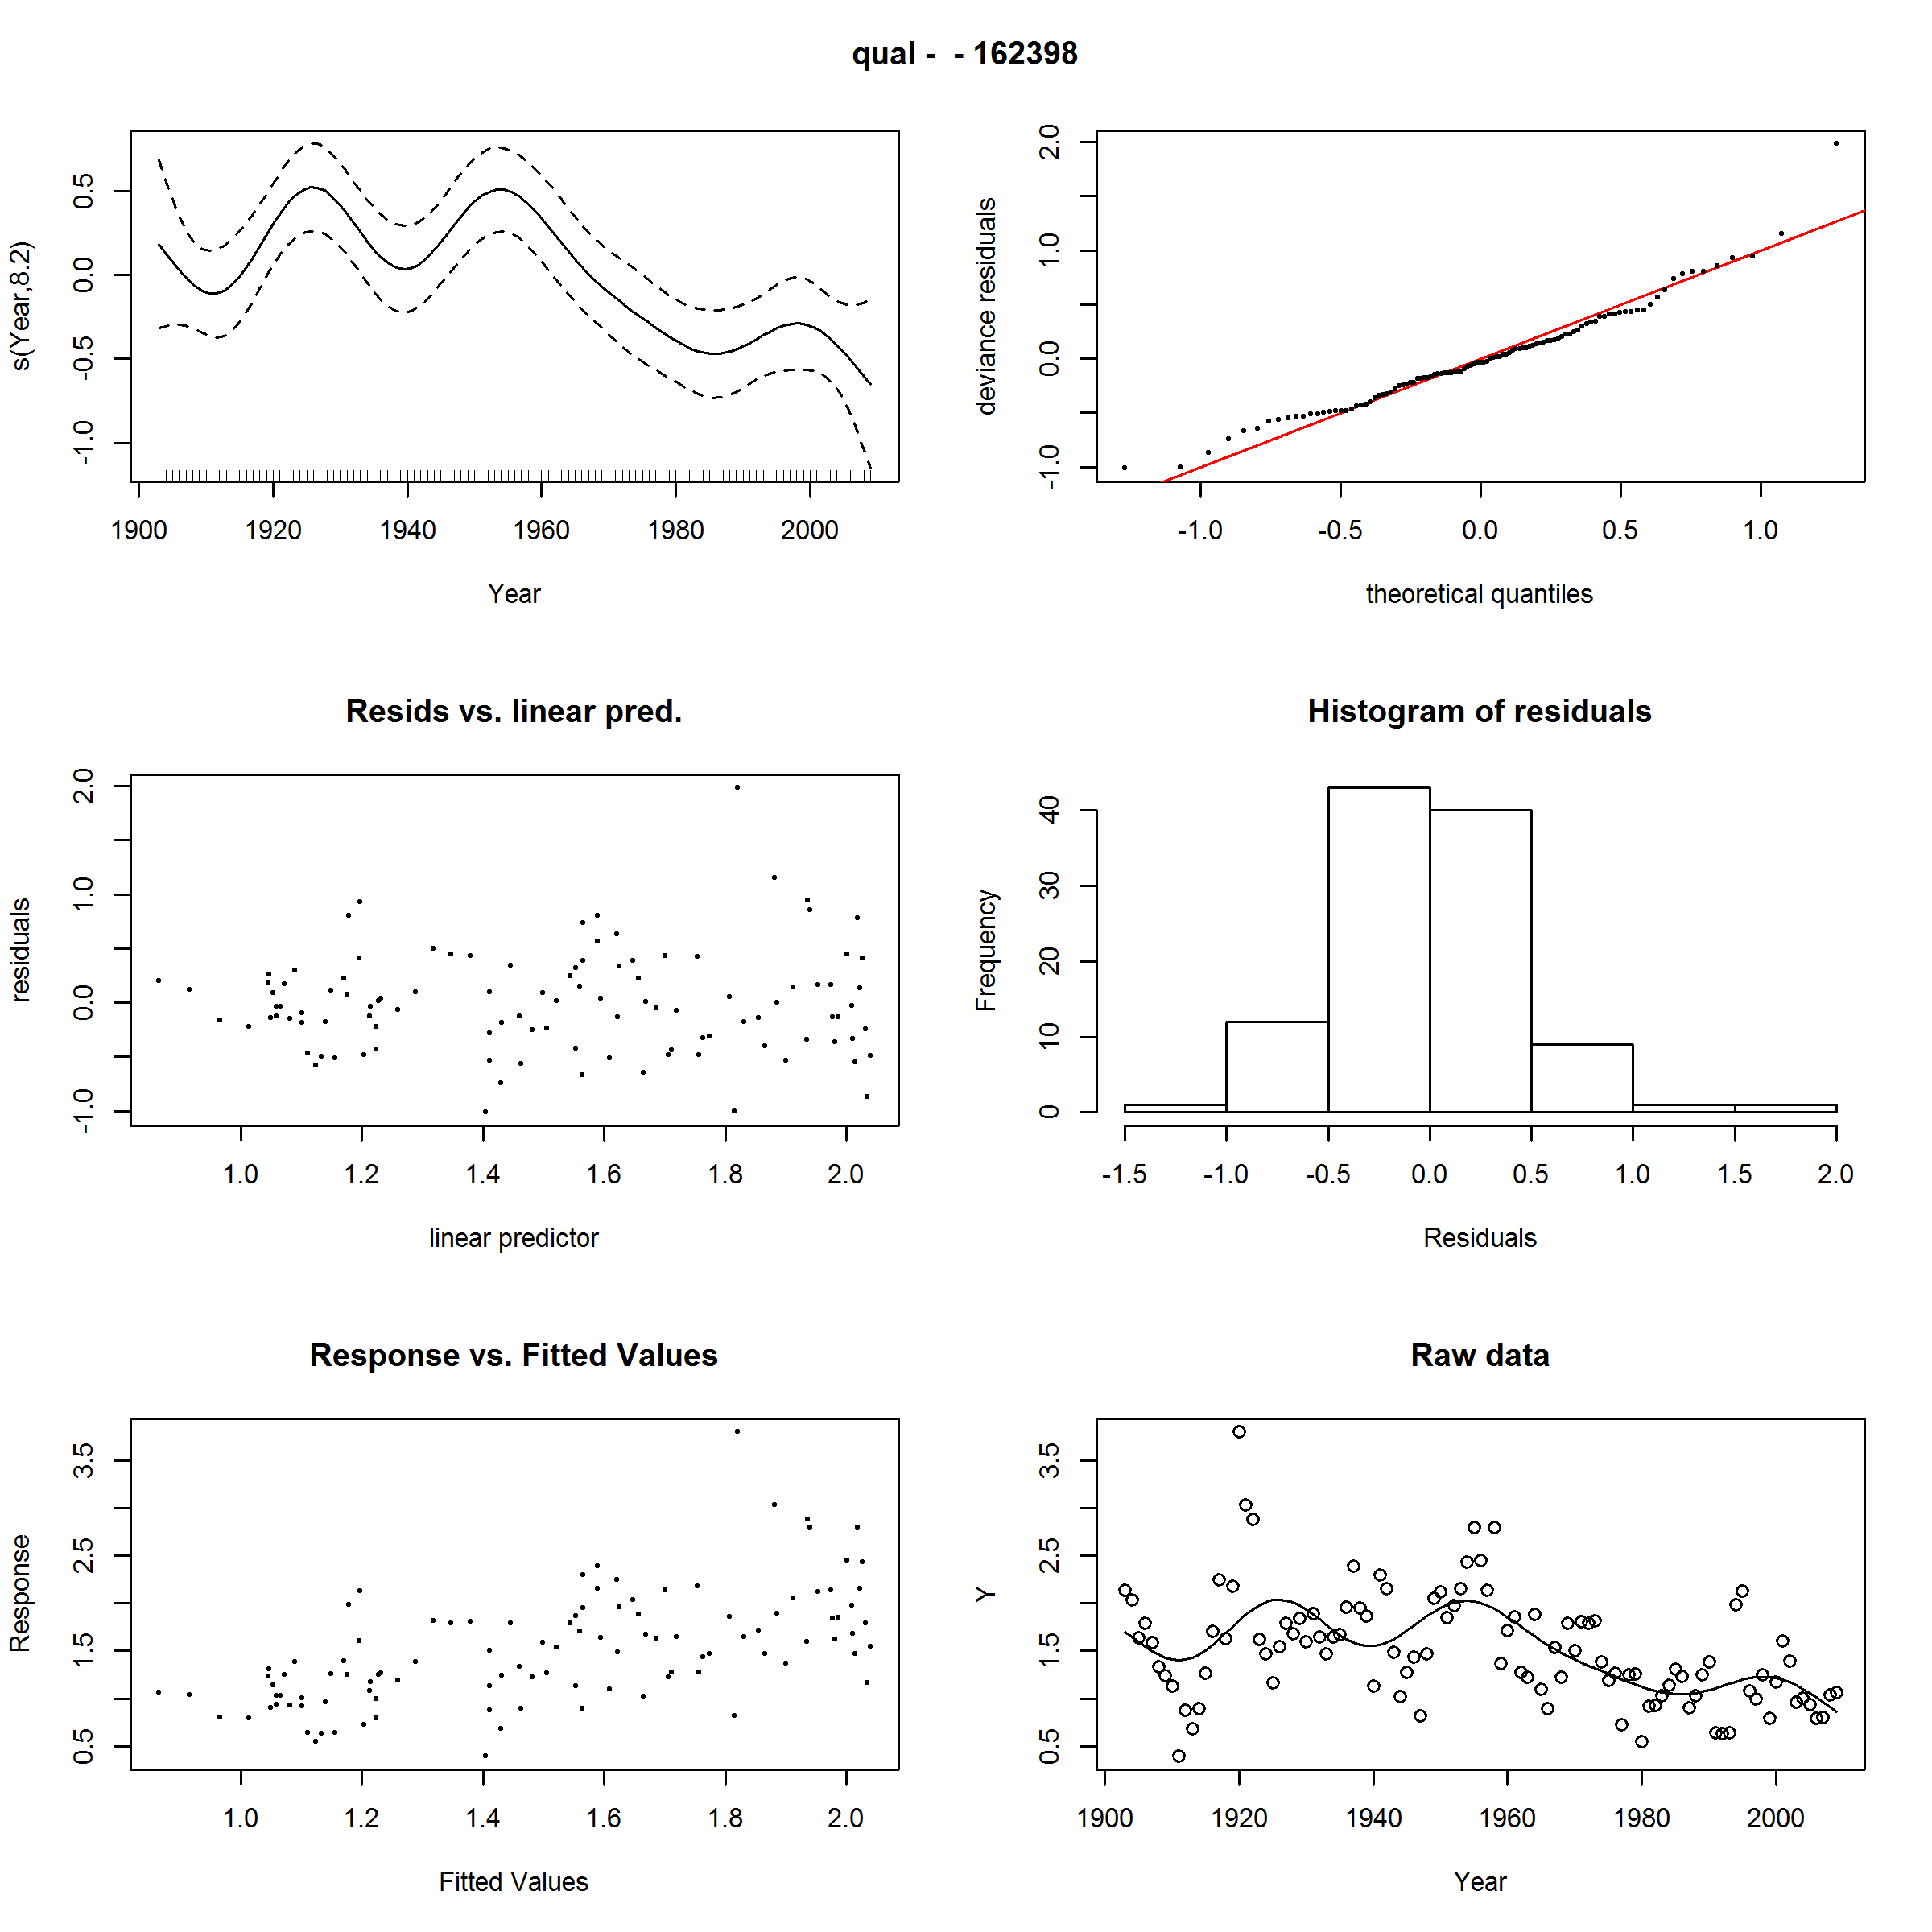 qual -  - 162398
s(Year,8.2)
-1.0 -0.5 0.0 0.5
1900 1920 1940 1960 1980 2000
Year
deviance residuals
-1.0 0.0 1.0 2.0
-1.0 -0.5 0.0 0.5 1.0
theoretical quantiles
Resids vs. linear pred.
residuals
-1.0 0.0 1.0 2.0
1.0 1.2 1.4 1.6 1.8 2.0
linear predictor
Histogram of residuals
Frequency
0 10 20 30 40
-1.5 -1.0 -0.5 0.0 0.5 1.0 1.5 2.0
Residuals
Response vs. Fitted Values
Response
0.5 1.5 2.5 3.5
1.0 1.2 1.4 1.6 1.8 2.0
Fitted Values
Raw data
Y
0.5 1.5 2.5 3.5
1900 1920 1940 1960 1980 2000
Year